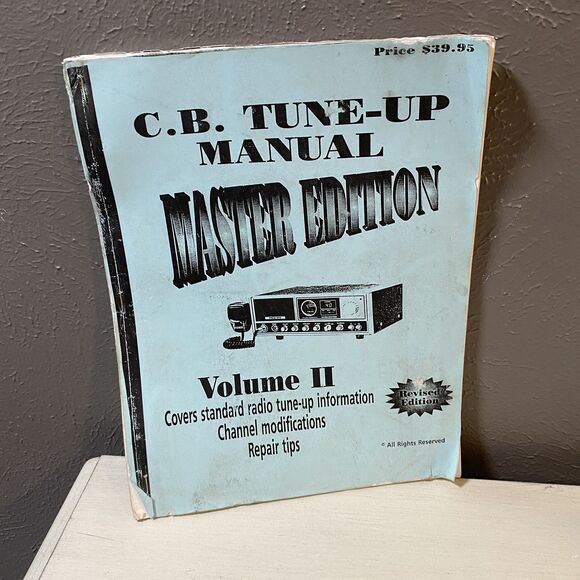 Price $39.95
C.B. TUNE-UP
MANUAL
MASTER EDITION
Volume II
Covers standard radio tune-up information
Channel modifications
Repair tips
Revised
Edition
© All Rights Reserved